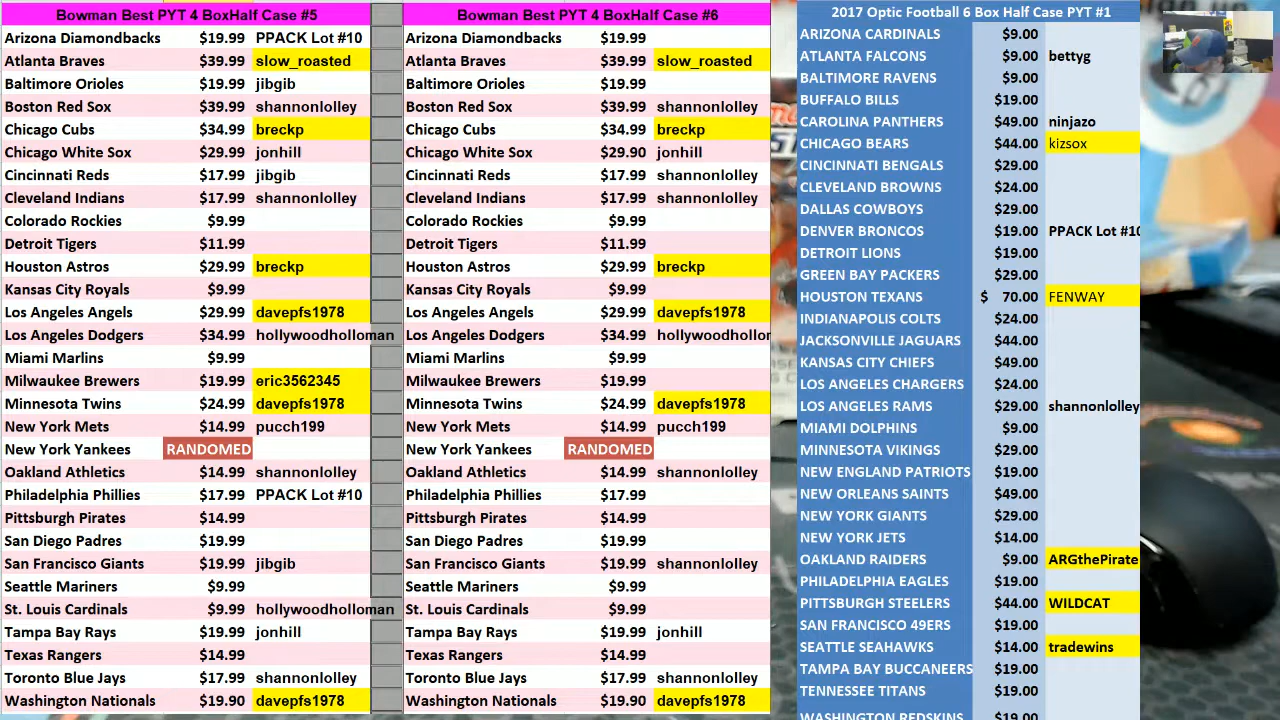 Bowman Best PYT 4 BoxHalf Case #5
Arizona Diamondbacks $19.99 PPACK Lot #10
Atlanta Braves $39.99 slow_roasted
Baltimore Orioles $19.99 jibgib
Boston Red Sox $39.99 shannonlolley
Chicago Cubs $34.99 breckp
Chicago White Sox $29.99 jonhill
Cincinnati Reds $17.99 jibgib
Cleveland Indians $17.99 shannonlolley
Colorado Rockies $9.99
Detroit Tigers $11.99
Houston Astros $29.99 breckp
Kansas City Royals $9.99
Los Angeles Angels $29.99 davepfs1978
Los Angeles Dodgers $34.99 hollywoodholloman
Miami Marlins $9.99
Milwaukee Brewers $19.99 eric3562345
Minnesota Twins $24.99 davepfs1978
New York Mets $14.99 pucch199
New York Yankees RANDOMED
Oakland Athletics $14.99 shannonlolley
Philadelphia Phillies $17.99 PPACK Lot #10
Pittsburgh Pirates $14.99
San Diego Padres $19.99
San Francisco Giants $19.99 jibgib
Seattle Mariners $9.99
St. Louis Cardinals $9.99 hollywoodholloman
Tampa Bay Rays $19.99 jonhill
Texas Rangers $14.99
Toronto Blue Jays $17.99 shannonlolley
Washington Nationals $19.90 davepfs1978
Bowman Best PYT 4 BoxHalf Case #6
Arizona Diamondbacks $19.99
Atlanta Braves $39.99 slow_roasted
Baltimore Orioles $19.99
Boston Red Sox $39.99 shannonlolley
Chicago Cubs $34.99 breckp
Chicago White Sox $29.90 jonhill
Cincinnati Reds $17.99 shannonlolley
Cleveland Indians $17.99 shannonlolley
Colorado Rockies $9.99
Detroit Tigers $11.99
Houston Astros $29.99 breckp
Kansas City Royals $9.99
Los Angeles Angels $29.99 davepfs1978
Los Angeles Dodgers $34.99 hollywoodhollor
Miami Marlins $9.99
Milwaukee Brewers $19.99
Minnesota Twins $24.99 davepfs1978
New York Mets $14.99 pucch199
New York Yankees RANDOMED
Oakland Athletics $14.99 shannonlolley
Philadelphia Phillies $17.99
Pittsburgh Pirates $14.99
San Diego Padres $19.99
San Francisco Giants $19.99 shannonlolley
Seattle Mariners $9.99
St. Louis Cardinals $9.99
Tampa Bay Rays $19.99 jonhill
Texas Rangers $14.99
Toronto Blue Jays $17.99 shannonlolley
Washington Nationals $19.90 davepfs1978
2017 Optic Football 6 Box Half Case PYT #1
ARIZONA CARDINALS $9.00
ATLANTA FALCONS $9.00 bettyg
BALTIMORE RAVENS $9.00
BUFFALO BILLS $19.00
CAROLINA PANTHERS $49.00 ninjazo
CHICAGO BEARS $44.00 kizsox
CINCINNATI BENGALS $29.00
CLEVELAND BROWNS $24.00
DALLAS COWBOYS $29.00
DENVER BRONCOS $19.00 PPACK Lot #10
DETROIT LIONS $19.00
GREEN BAY PACKERS $29.00
HOUSTON TEXANS $ 70.00 FENWAY
INDIANAPOLIS COLTS $24.00
JACKSONVILLE JAGUARS $44.00
KANSAS CITY CHIEFS $49.00
LOS ANGELES CHARGERS $24.00
LOS ANGELES RAMS $29.00 shannonlolley
MIAMI DOLPHINS $9.00
MINNESOTA VIKINGS $29.00
NEW ENGLAND PATRIOTS $19.00
NEW ORLEANS SAINTS $49.00
NEW YORK GIANTS $29.00
NEW YORK JETS $14.00
OAKLAND RAIDERS $9.00 ARGthePirate
PHILADELPHIA EAGLES $19.00
PITTSBURGH STEELERS $44.00 WILDCAT
SAN FRANCISCO 49ERS $19.00
SEATTLE SEAHAWKS $14.00 tradewins
TAMPA BAY BUCCANEERS $19.00
TENNESSEE TITANS $19.00
WASHINGTON REDSKINS $19.00